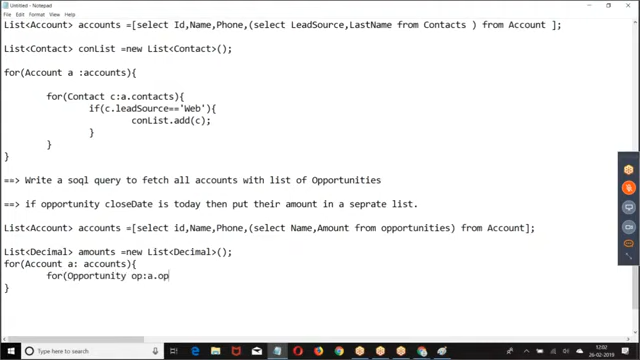 Untitled - Notepad
File Edit Format View Help
List<Account> accounts =[select Id,Name,Phone,(select LeadSource,LastName from Contacts ) from Account ];
List<Contact> conList =new List<Contact>();
for(Account a :accounts){
for(Contact c:a.contacts){
if(c.leadSource=='Web'){
conList.add(c);
}
}
}
==> Write a soql query to fetch all accounts with list of Opportunities
==> if opportunity closeDate is today then put their amount in a seprate list.
List<Account> accounts =[select id,Name,Phone,(select Name,Amount from opportunities) from Account];
List<Decimal> amounts =new List<Decimal>();
for(Account a: accounts){
for(Opportunity op:a.op
}
Type here to search
12:02
26-02-2019